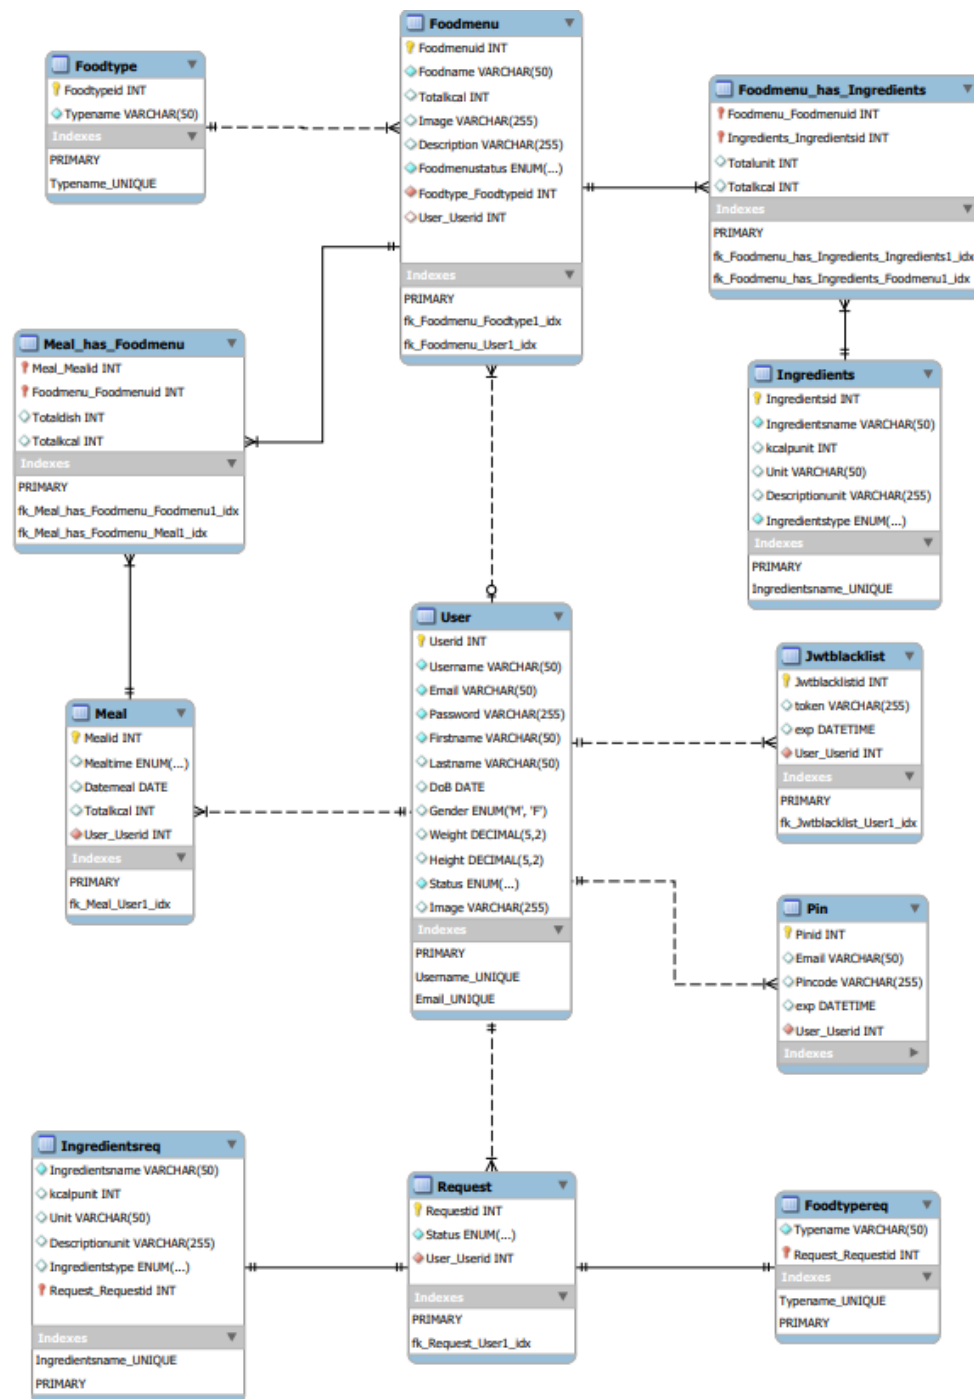 Foodmenu
Foodmenuid INT
Foodname VARCHAR(50)
Totalkcal INT
Image VARCHAR(255)
Description VARCHAR(255)
Foodmenustatus ENUM(...)
Foodtype_Foodtypeid INT
User_Userid INT
Indexes
PRIMARY
fk_Foodmenu_Foodtype1_idx
fk_Foodmenu_User1_idx
Foodtype
Foodtypeid INT
Typename VARCHAR(50)
Indexes
PRIMARY
Typename_UNIQUE
Foodmenu_has_Ingredients
Foodmenu_Foodmenuid INT
Ingredients_Ingredientsid INT
Totalunit INT
Totalkcal INT
Indexes
PRIMARY
fk_Foodmenu_has_Ingredients_Ingredients1_idx
fk_Foodmenu_has_Ingredients_Foodmenu1_idx
Meal_has_Foodmenu
Meal_Mealid INT
Foodmenu_Foodmenuid INT
Totaldish INT
Totalkcal INT
Indexes
PRIMARY
fk_Meal_has_Foodmenu_Foodmenu1_idx
fk_Meal_has_Foodmenu_Meal1_idx
Ingredients
Ingredientsid INT
Ingredientsname VARCHAR(50)
kcalpunit INT
Unit VARCHAR(50)
Descriptionunit VARCHAR(255)
Ingredientstype ENUM(...)
Indexes
PRIMARY
Ingredientsname_UNIQUE
User
Userid INT
Username VARCHAR(50)
Email VARCHAR(50)
Password VARCHAR(255)
Firstname VARCHAR(50)
Lastname VARCHAR(50)
DoB DATE
Gender ENUM('M', 'F')
Weight DECIMAL(5,2)
Height DECIMAL(5,2)
Status ENUM(...)
Image VARCHAR(255)
Indexes
PRIMARY
Username_UNIQUE
Email_UNIQUE
Jwtblacklist
Jwtblacklistid INT
token VARCHAR(255)
exp DATETIME
User_Userid INT
Indexes
PRIMARY
fk_Jwtblacklist_User1_idx
Meal
Mealid INT
Mealtime ENUM(...)
Datemeal DATE
Totalkcal INT
User_Userid INT
Indexes
PRIMARY
fk_Meal_User1_idx
Pin
Pinid INT
Email VARCHAR(50)
Pincode VARCHAR(255)
exp DATETIME
User_Userid INT
Indexes
Ingredientsreq
Ingredientsname VARCHAR(50)
kcalpunit INT
Unit VARCHAR(50)
Descriptionunit VARCHAR(255)
Ingredientstype ENUM(...)
Request_Requestid INT
Indexes
Ingredientsname_UNIQUE
PRIMARY
Request
Requestid INT
Status ENUM(...)
User_Userid INT
Indexes
PRIMARY
fk_Request_User1_idx
Foodtypereq
Typename VARCHAR(50)
Request_Requestid INT
Indexes
Typename_UNIQUE
PRIMARY